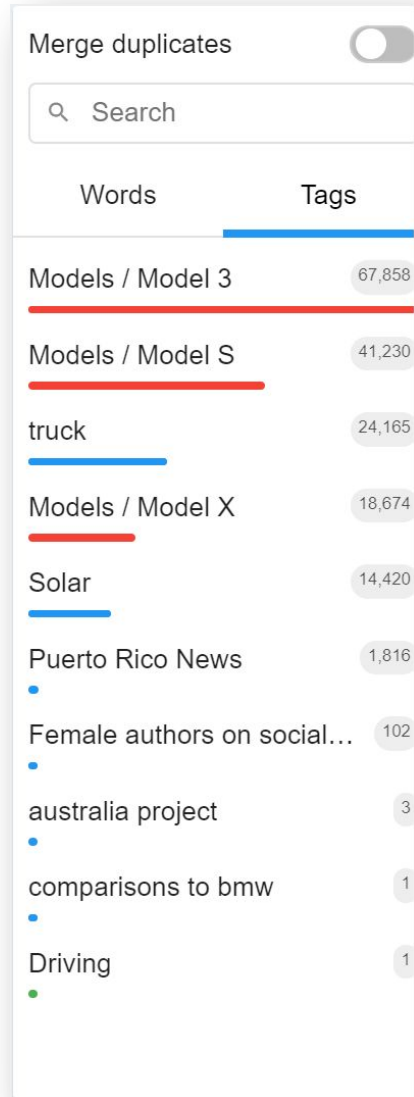 Merge duplicates
Search
Words Tags
Models / Model 3 67,858
Models / Model S 41,230
truck 24,165
Models / Model X 18,674
Solar 14,420
Puerto Rico News 1,816
Female authors on social... 102
australia project 3
comparisons to bmw 1
Driving 1